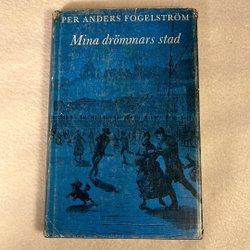 PER ANDERS FOGELSTRÖM
Mina drömmars stad